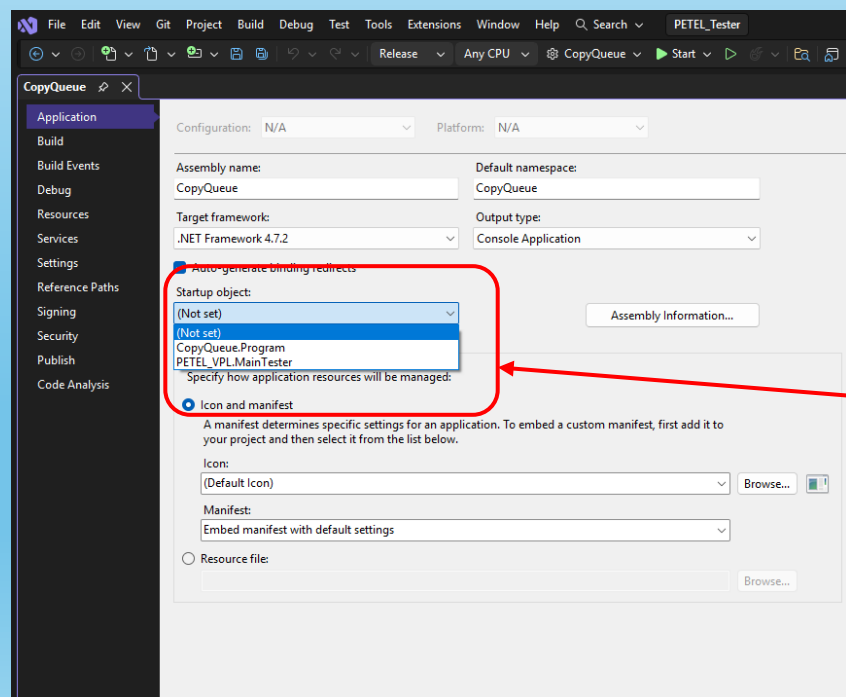 File Edit View Git Project Build Debug Test Tools Extensions Window Help Search PETEL_Tester
Release Any CPU CopyQueue Start
CopyQueue
Application
Build
Build Events
Debug
Resources
Services
Settings
Reference Paths
Signing
Security
Publish
Code Analysis
Configuration: N/A Platform: N/A
Assembly name: Default namespace:
CopyQueue CopyQueue
Target framework: Output type:
.NET Framework 4.7.2 Console Application
Auto-generate binding redirects
Startup object:
(Not set) Assembly Information...
(Not set)
CopyQueue.Program
PETEL_VPL.MainTester
Specify how application resources will be managed:
Icon and manifest
A manifest determines specific settings for an application. To embed a custom manifest, first add it to
your project and then select it from the list below.
Icon:
(Default Icon) Browse...
Manifest:
Embed manifest with default settings
Resource file:
Browse...